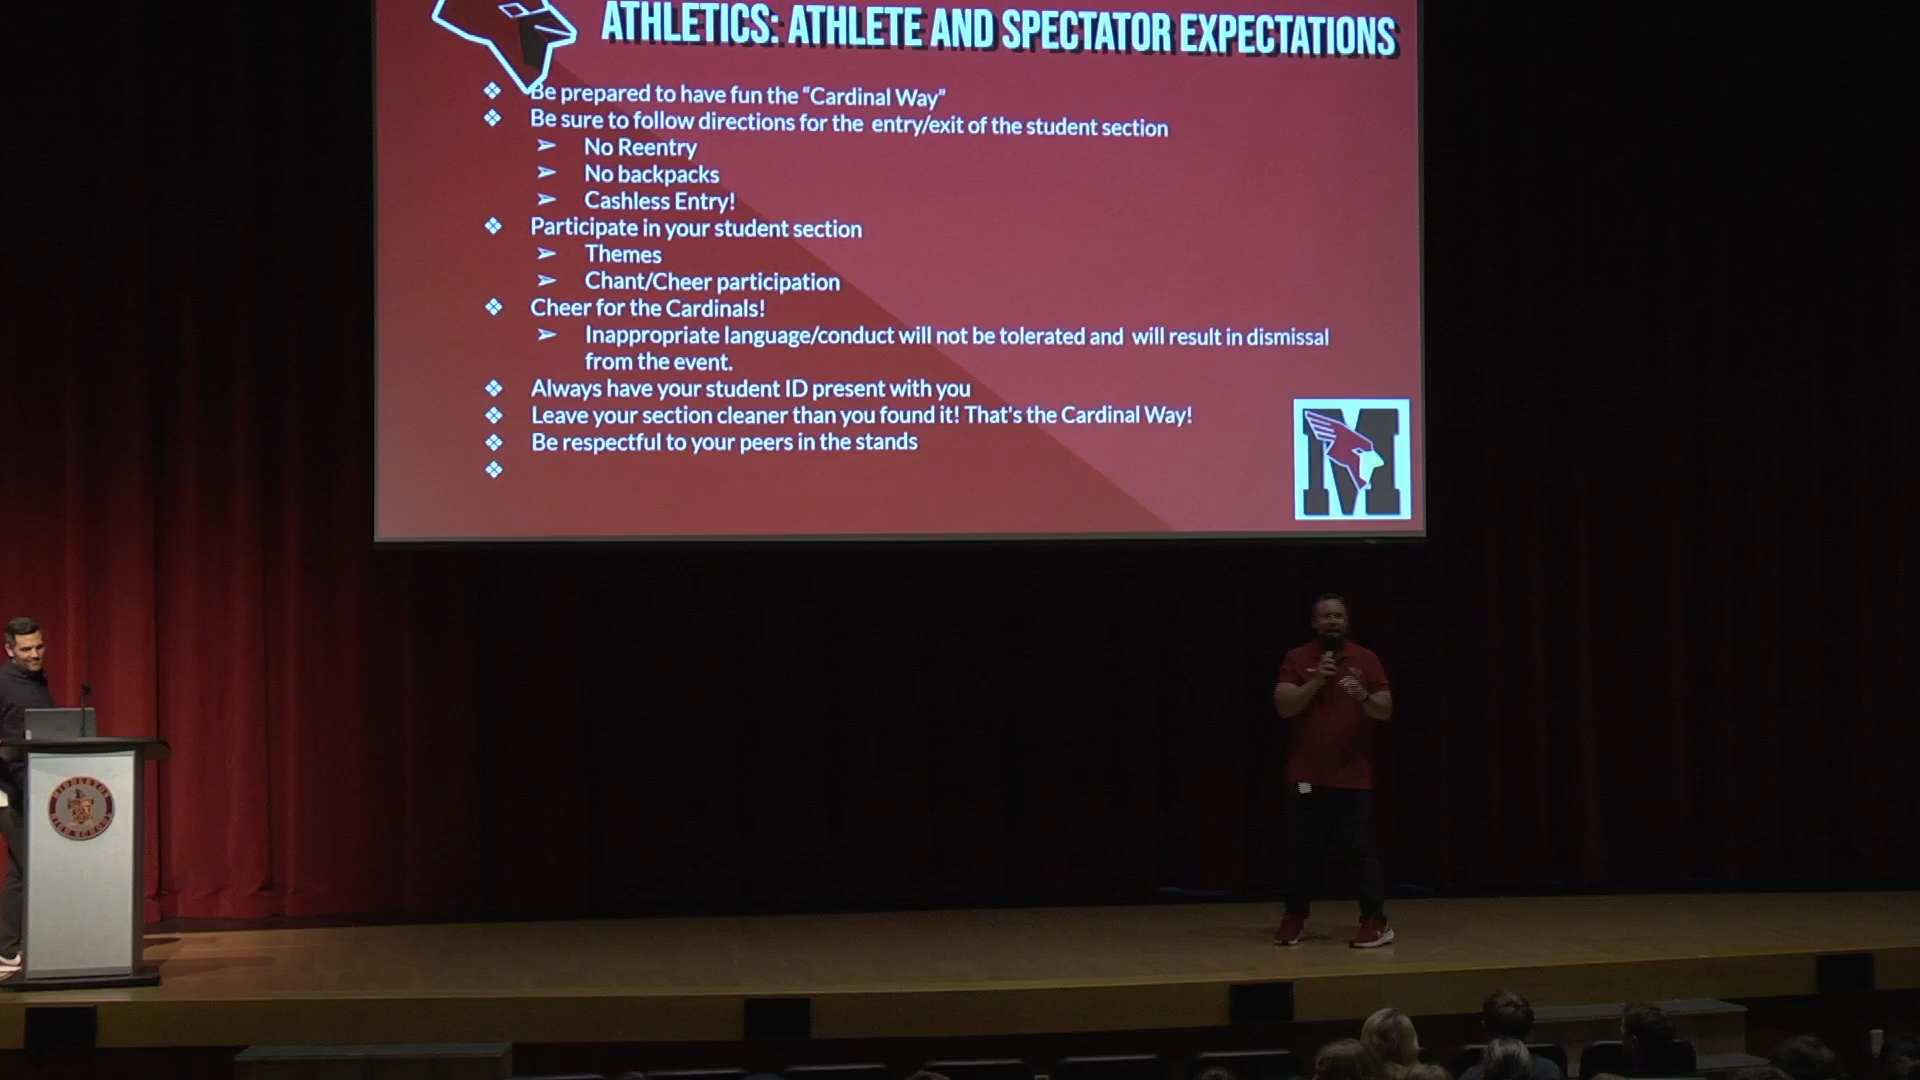 ATHLETICS: ATHLETE AND SPECTATOR EXPECTATIONS
❖ Be prepared to have fun the “Cardinal Way”
❖ Be sure to follow directions for the entry/exit of the student section
➢ No Reentry
➢ No backpacks
➢ Cashless Entry!
❖ Participate in your student section
➢ Themes
➢ Chant/Cheer participation
❖ Cheer for the Cardinals!
➢ Inappropriate language/conduct will not be tolerated and will result in dismissal
from the event.
❖ Always have your student ID present with you
❖ Leave your section cleaner than you found it! That's the Cardinal Way!
❖ Be respectful to your peers in the stands
❖
M
MIDDLETON
HIGH SCHOOL